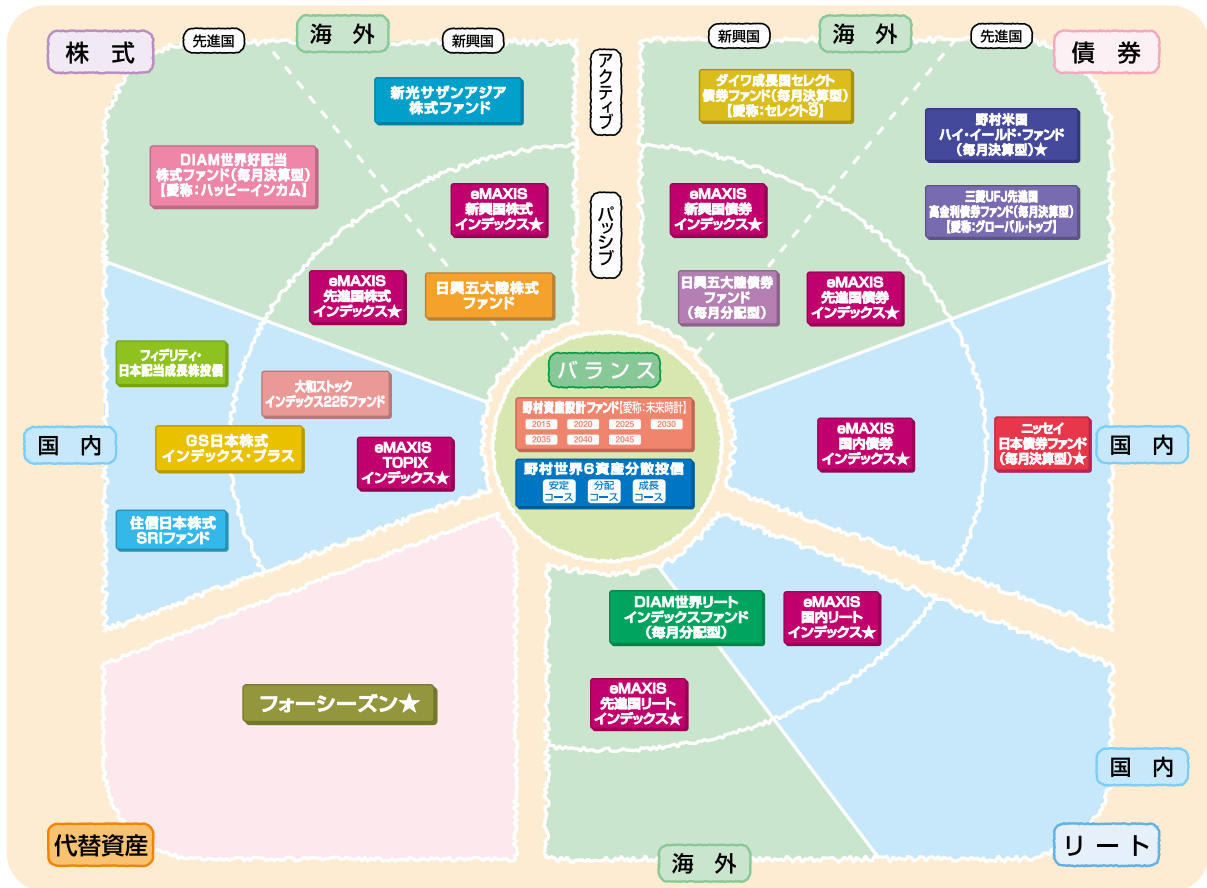 株 式
先進国
海 外
新興国
アクティブ
パッシブ
新興国
海 外
先進国
債 券
新光サザンアジア
株式ファンド
DIAM世界好配当
株式ファンド（毎月決算型）
【愛称：ハッピーインカム】
eMAXIS
新興国株式
インデックス★
eMAXIS
先進国株式
インデックス★
日興五大陸株式
ファンド
ダイワ成長国セレクト
債券ファンド（毎月決算型）
【愛称：セレクト9】
野村米国
ハイ・イールド・ファンド
（毎月決算型）★
eMAXIS
新興国債券
インデックス★
三菱UFJ先進国
高金利債券ファンド（毎月決算型）
【愛称：グローバル・トップ】
日興五大陸債券
ファンド
（毎月分配型）
eMAXIS
先進国債券
インデックス★
国 内
フィデリティ・
日本配当成長株投信
大和ストック
インデックス225ファンド
GS日本株式
インデックス・プラス
eMAXIS
TOPIX
インデックス★
住信日本株式
SRIファンド
バランス
野村資産設計ファンド【愛称：未来時計】
2015 2020 2025 2030
2035 2040 2045
野村世界6資産分散投信
安定
コース
分配
コース
成長
コース
eMAXIS
国内債券
インデックス★
ニッセイ
日本債券ファンド
（毎月決算型）★
国 内
フォーシーズン★
代替資産
DIAM世界リート
インデックスファンド
（毎月分配型）
eMAXIS
国内リート
インデックス★
eMAXIS
先進国リート
インデックス★
国 内
海 外
リート